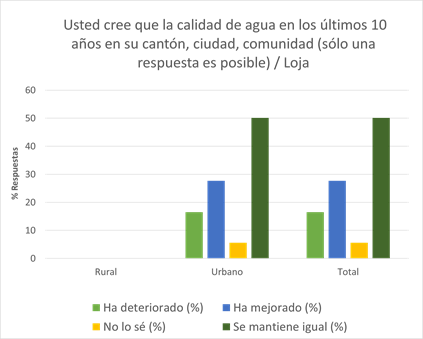 Usted cree que la calidad de agua en los últimos 10
años en su cantón, ciudad, comunidad (sólo una
respuesta es posible) / Loja
% Respuestas
60
50
40
30
20
10
0
Rural Urbano Total
Ha deteriorado (%) Ha mejorado (%)
No lo sé (%) Se mantiene igual (%)